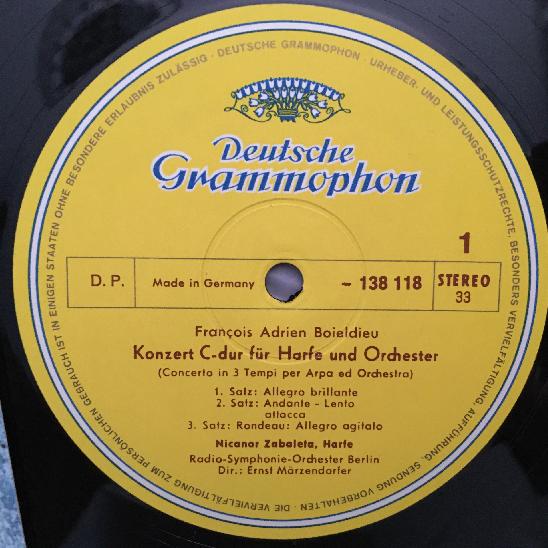 GEBRAUCH IST IN EINIGEN STAATEN OHNE BESONDERE ERLAUBNIS ZULÄSSIG · DEUTSCHE GRAMMOPHON · URHEBER- UND LEISTUNGSSCHUTZRECHTE, BESONDERS VERVIELFÄLTIGUNG, AUFFÜHRUNG, SENDUNG VORBEHALTEN · DIE VERVIELFÄLTIGUNG ZUM PERSÖNLICHEN
Deutsche
Grammophon
1
D. P.
Made in Germany
~ 138 118
STEREO
33
François Adrien Boieldieu
Konzert C-dur für Harfe und Orchester
(Concerto in 3 Tempi per Arpa ed Orchestra)
1. Satz: Allegro brillante
2. Satz: Andante - Lento
attacca
3. Satz: Rondeau: Allegro agitato
Nicanor Zabaleta, Harfe
Radio-Symphonie-Orchester Berlin
Dir.: Ernst Märzendorfer